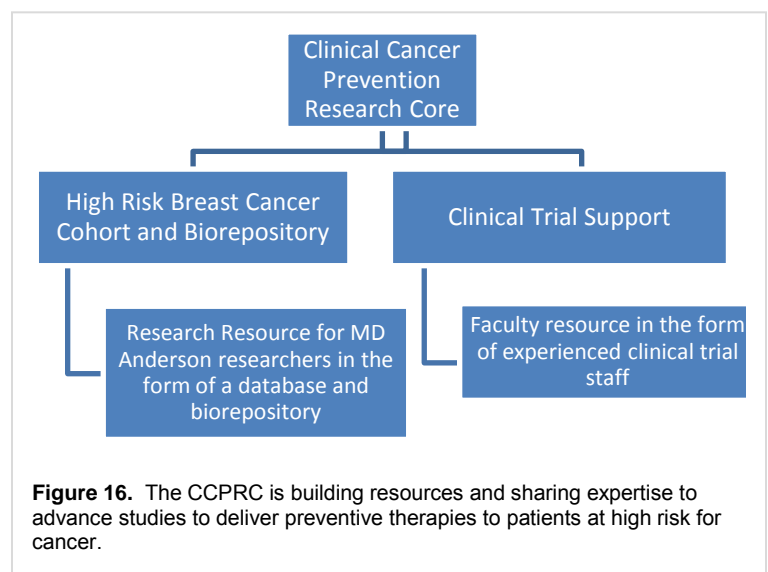 Clinical Cancer
Prevention
Research Core
High Risk Breast Cancer
Cohort and Biorepository
Clinical Trial Support
Research Resource for MD
Anderson researchers in the
form of a database and
biorepository
Faculty resource in the form
of experienced clinical trial
staff
Figure 16. The CCPRC is building resources and sharing expertise to
advance studies to deliver preventive therapies to patients at high risk for
cancer.